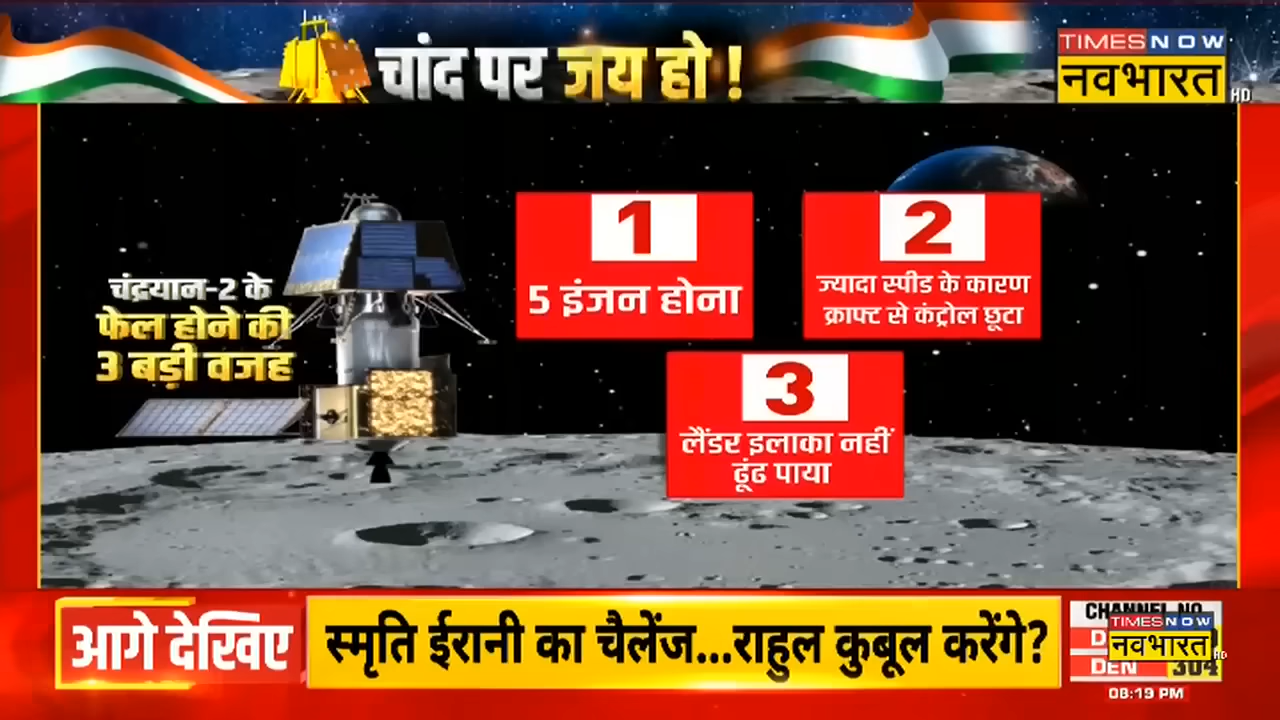 चांद पर जय हो !
TIMES NOW
नवभारत
HD
चंद्रयान-2 के
फेल होने की
3 बड़ी वजह
1
5 इंजन होना
2
ज्यादा स्पीड के कारण
क्राफ्ट से कंट्रोल छूटा
3
लैंडर इलाका नहीं
ढूंढ पाया
आगे देखिए
स्मृति ईरानी का चैलेंज...राहुल कुबूल करेंगे?
CHANNEL NO
TIMES NOW
नवभारत
HD
DEN 304
08:19 PM